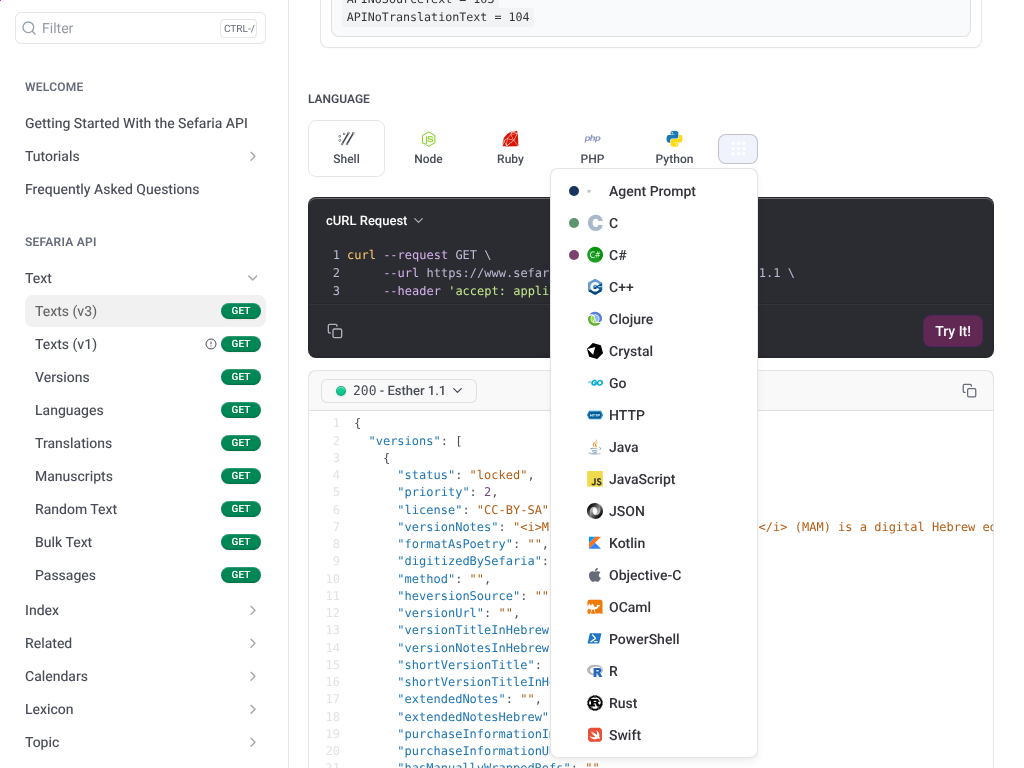 Filter
CTRL-/
WELCOME
Getting Started With the Sefaria API
Tutorials
Frequently Asked Questions
SEFARIA API
Text
Texts (v3) GET
Texts (v1) GET
Versions GET
Languages GET
Translations GET
Manuscripts GET
Random Text GET
Bulk Text GET
Passages GET
Index
Related
Calendars
Lexicon
Topic
APINoTranslationText = 104
LANGUAGE
Shell
Node
Ruby
php
PHP
Python
cURL Request
1 curl --request GET \
2 --url https://www.sefar 1.1 \
3 --header 'accept: appli
Try It!
200 - Esther 1.1
1 {
2 "versions": [
3 {
4 "status": "locked",
5 "priority": 2,
6 "license": "CC-BY-SA"
7 "versionNotes": "<i>M </i> (MAM) is a digital Hebrew ed
8 "formatAsPoetry": "",
9 "digitizedBySefaria":
10 "method": "",
11 "heversionSource": ""
12 "versionUrl": "",
13 "versionTitleInHebrew
14 "versionNotesInHebrew
15 "shortVersionTitle":
16 "shortVersionTitleInH
17 "extendedNotes": "",
18 "extendedNotesHebrew"
19 "purchaseInformationI
20 "purchaseInformationU
21 "hasManuallyWrappedRefs": ""
Agent Prompt
C
C#
C++
Clojure
Crystal
Go
HTTP
Java
JavaScript
JSON
Kotlin
Objective-C
OCaml
PowerShell
R
Rust
Swift